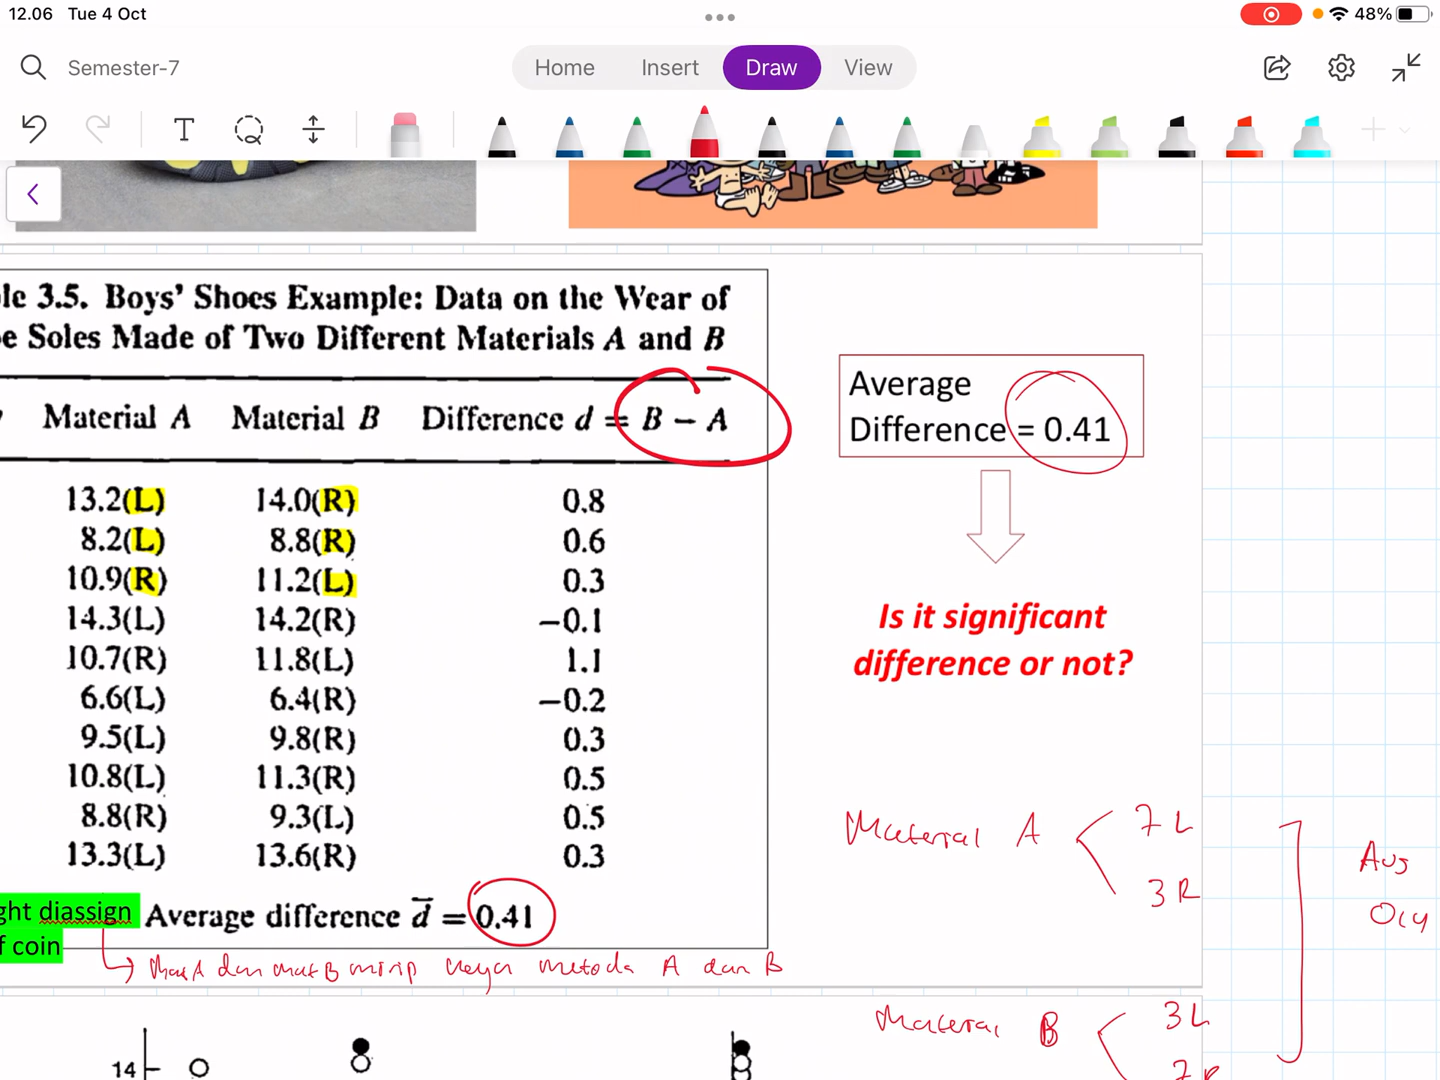 12.06 Tue 4 Oct
48%
Semester-7
Home Insert Draw View
T
le 3.5. Boys' Shoes Example: Data on the Wear of
e Soles Made of Two Different Materials A and B
Material A Material B Difference d = B − A
13.2(L) 14.0(R) 0.8
8.2(L) 8.8(R) 0.6
10.9(R) 11.2(L) 0.3
14.3(L) 14.2(R) −0.1
10.7(R) 11.8(L) 1.1
6.6(L) 6.4(R) −0.2
9.5(L) 9.8(R) 0.3
10.8(L) 11.3(R) 0.5
8.8(R) 9.3(L) 0.5
13.3(L) 13.6(R) 0.3
ght diassign
f coin
Average difference d̅ = 0.41
Mat A dan mat B mirip metoda A dan B
Average
Difference = 0.41
Is it significant
difference or not?
Material A
7 L
3 R
Material B
3L
7 R
14